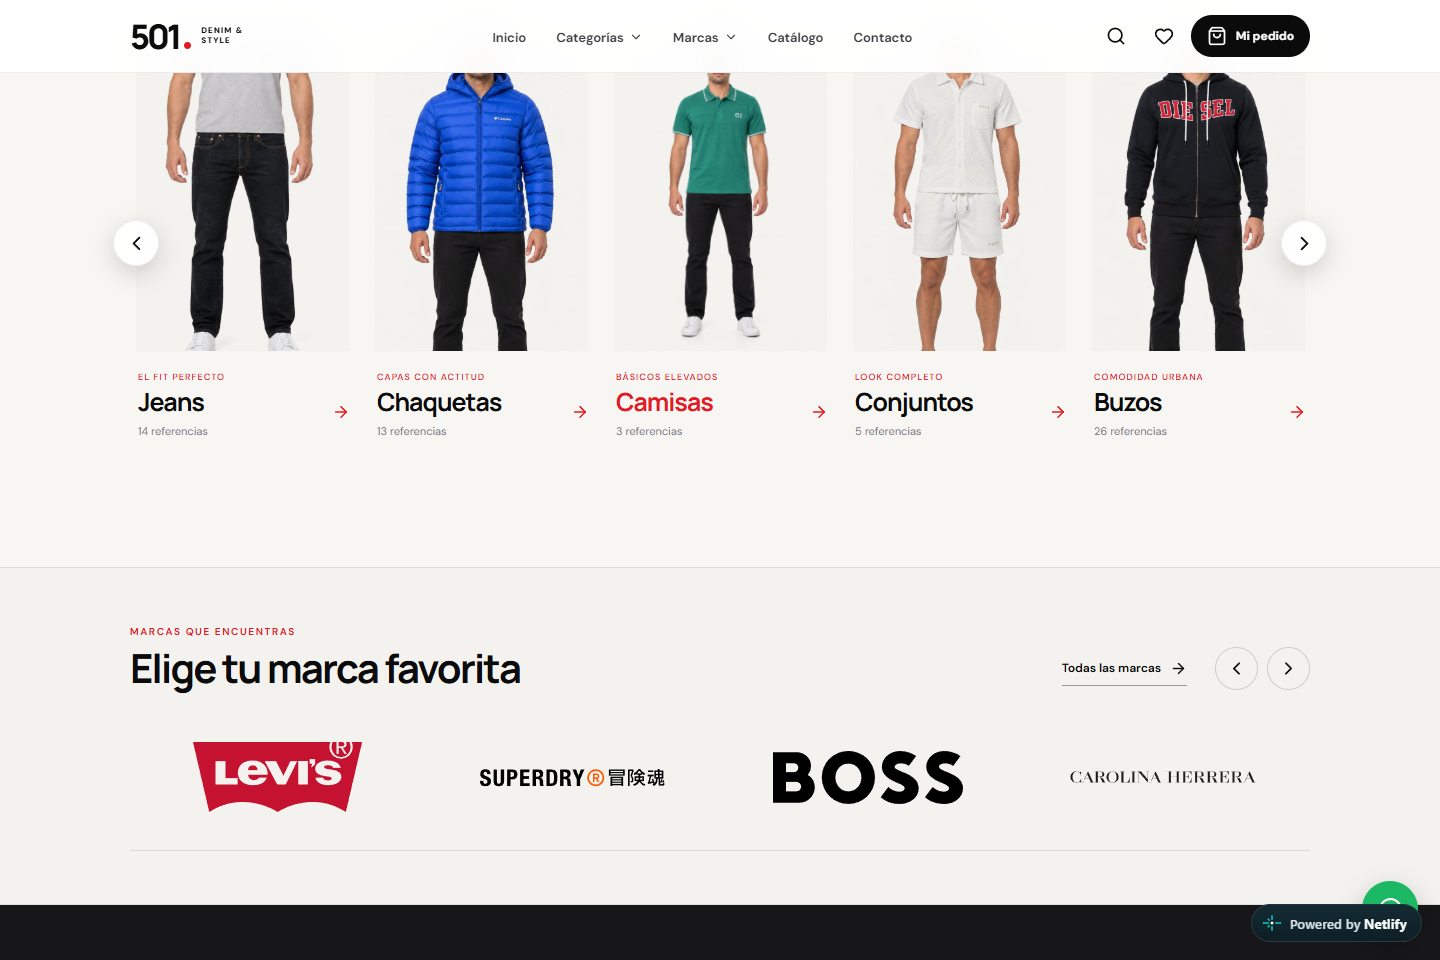 501.
DENIM &
STYLE
Inicio
Categorías
Marcas
Catálogo
Contacto
Mi pedido
Columbia
DIESEL
EL FIT PERFECTO
Jeans
14 referencias
CAPAS CON ACTITUD
Chaquetas
13 referencias
BÁSICOS ELEVADOS
Camisas
3 referencias
LOOK COMPLETO
Conjuntos
5 referencias
COMODIDAD URBANA
Buzos
26 referencias
MARCAS QUE ENCUENTRAS
Elige tu marca favorita
Todas las marcas
Levi's®
SUPERDRY® 冒険魂
BOSS
CAROLINA HERRERA
Powered by Netlify